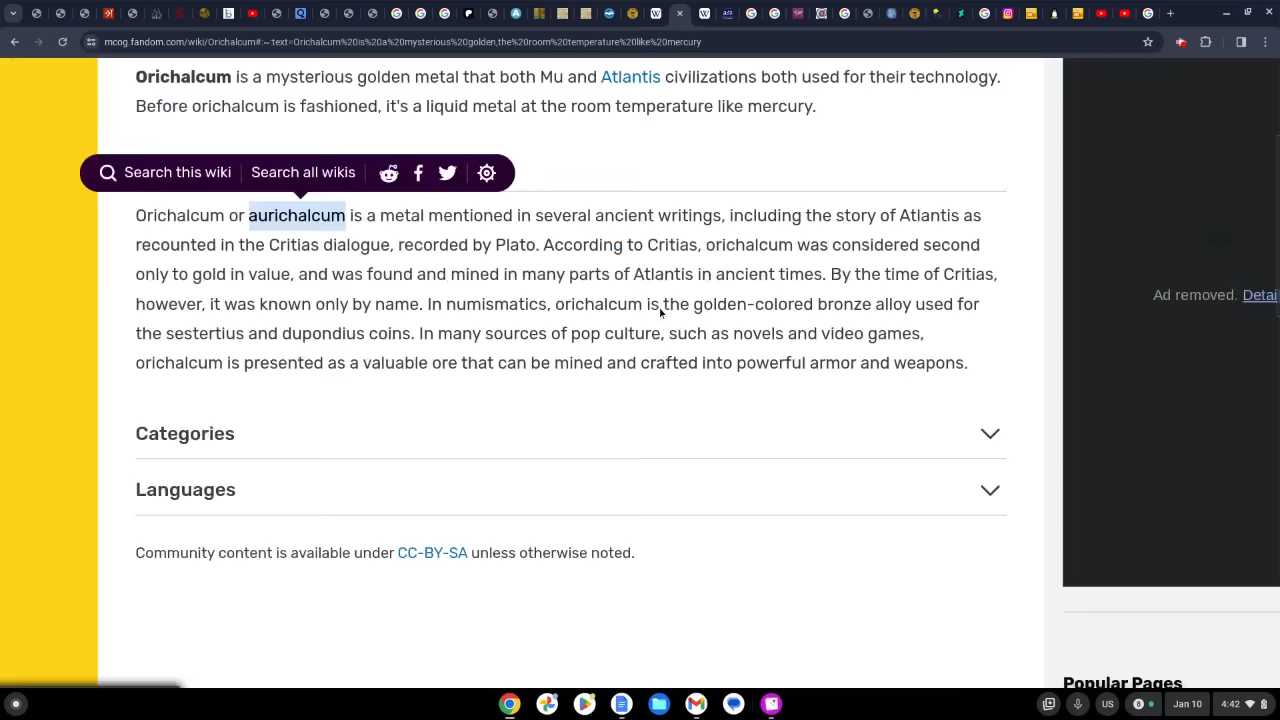 mcog.fandom.com/wiki/Orichalcum#:~:text=Orichalcum%20is%20a%20mysterious%20golden,the%20room%20temperature%20like%20mercury
Orichalcum is a mysterious golden metal that both Mu and Atlantis civilizations both used for their technology.
Before orichalcum is fashioned, it's a liquid metal at the room temperature like mercury.
Search this wiki Search all wikis
Orichalcum or aurichalcum is a metal mentioned in several ancient writings, including the story of Atlantis as
recounted in the Critias dialogue, recorded by Plato. According to Critias, orichalcum was considered second
only to gold in value, and was found and mined in many parts of Atlantis in ancient times. By the time of Critias,
however, it was known only by name. In numismatics, orichalcum is the golden-colored bronze alloy used for
the sestertius and dupondius coins. In many sources of pop culture, such as novels and video games,
orichalcum is presented as a valuable ore that can be mined and crafted into powerful armor and weapons.
Ad removed. Detai
Categories
Languages
Community content is available under CC-BY-SA unless otherwise noted.
Popular Pages
US 8 Jan 10 4:42